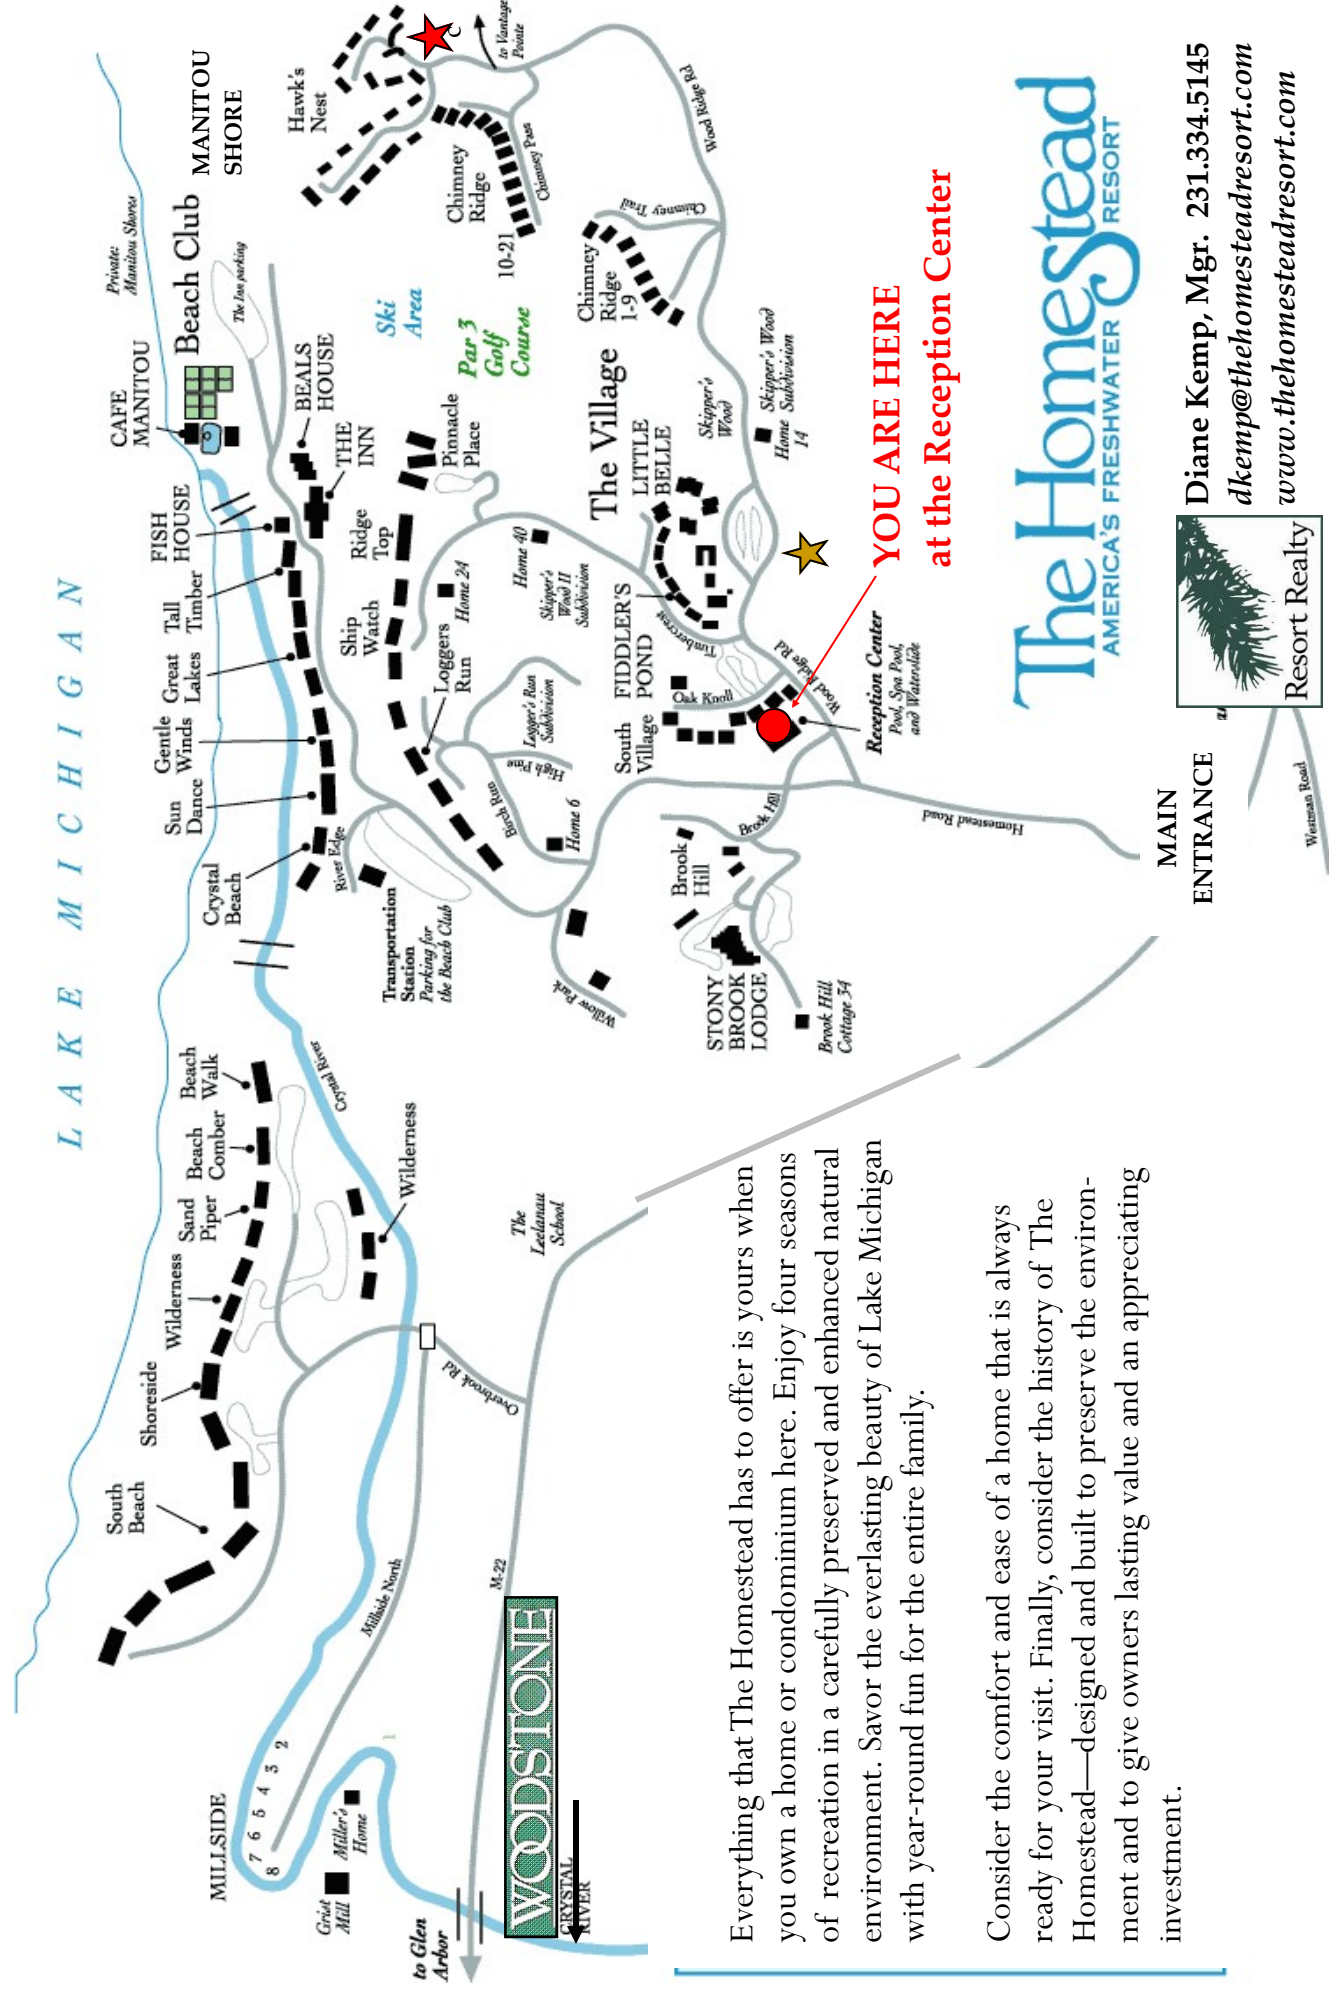 LAKE MICHIGAN
South
Beach
Shoreside
Wilderness
Sand
Piper
Beach
Comber
Beach
Walk
Crystal
Beach
Sun
Dance
Gentle
Winds
Great
Lakes
Tall
Timber
FISH
HOUSE
CAFE
MANITOU
Beach Club
Private:
Manitou Shores
MANITOU
SHORE
The Inn parking
BEALS
HOUSE
THE
INN
Hawk's
Nest
C
to Vantage
Pointe
Chimney
Ridge
10-21
Chimney Pass
Wood Ridge Rd
Chimney Trail
Chimney
Ridge
1-9
Ski
Area
Par 3
Golf
Course
Pinnacle
Place
Ridge
Top
Ship
Watch
Loggers
Run
Home 24
Home 40
Skipper's
Wood II
Subdivision
Logger's Run
Subdivision
High Pine
Birch Run
Home 6
The Village
LITTLE
BELLE
FIDDLER'S
POND
Timbercrest
Oak Knoll
South
Village
Skipper's
Wood
Skipper's Wood
Home Subdivision
14
Wood Ridge Rd
Reception Center
Pool, Spa Pool,
and Waterslide
YOU ARE HERE
at the Reception Center
River Edge
Transportation
Station
Parking for
the Beach Club
Willow Park
Brook
Hill
Brook Hill
STONY
BROOK
LODGE
Brook Hill
Cottage 34
Homestead Road
MAIN
ENTRANCE
Westman Road
Crystal River
Wilderness
The
Leelanau
School
Overbrook Rd
M-22
Millside North
MILLSIDE
1
2
3
4
5
6
7
8
Miller's
Home
Grist
Mill
to Glen
Arbor
WOODSTONE
CRYSTAL
RIVER
The Homestead
AMERICA'S FRESHWATER RESORT
Resort Realty
Diane Kemp, Mgr. 231.334.5145
dkemp@thehomesteadresort.com
www.thehomesteadresort.com
Everything that The Homestead has to offer is yours when
you own a home or condominium here. Enjoy four seasons
of recreation in a carefully preserved and enhanced natural
environment. Savor the everlasting beauty of Lake Michigan
with year-round fun for the entire family.
Consider the comfort and ease of a home that is always
ready for your visit. Finally, consider the history of The
Homestead—designed and built to preserve the environ-
ment and to give owners lasting value and an appreciating
investment.